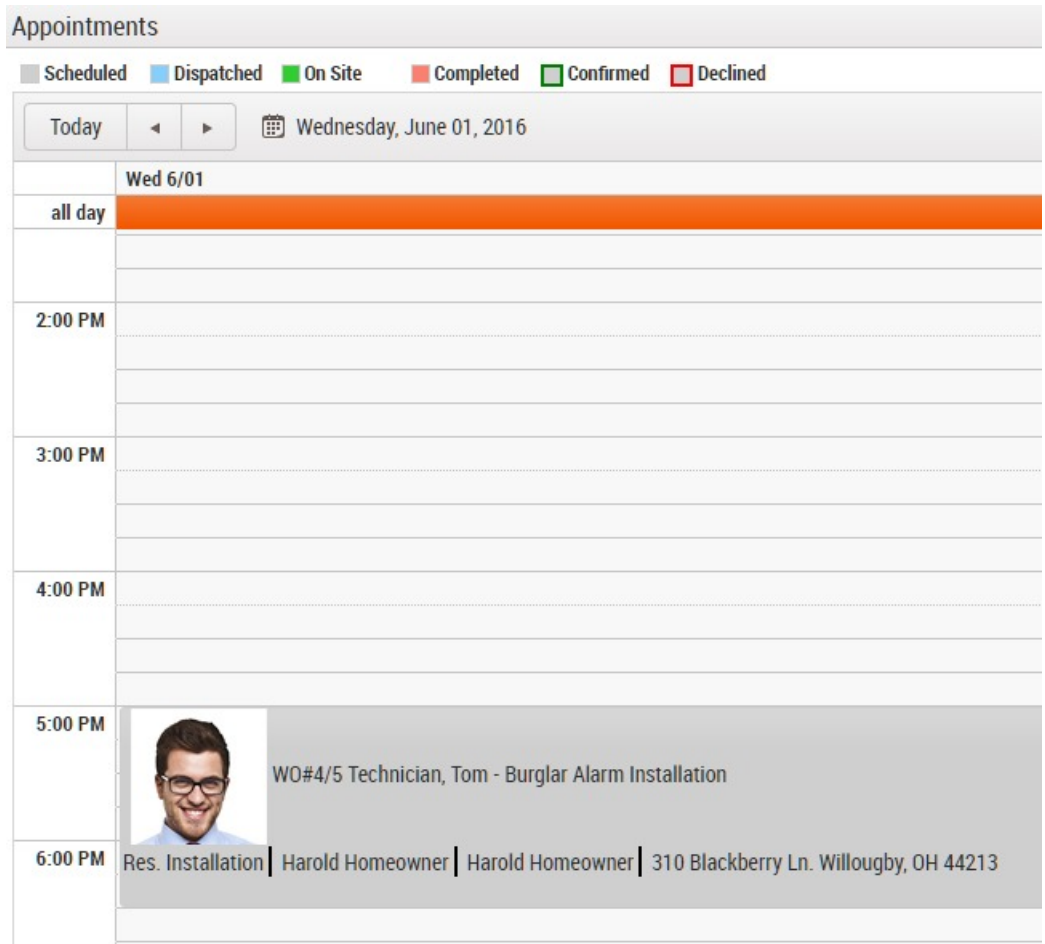 Appointments
Scheduled Dispatched On Site Completed Confirmed Declined
Today Wednesday, June 01, 2016
Wed 6/01
all day
2:00 PM
3:00 PM
4:00 PM
5:00 PM
WO#4/5 Technician, Tom - Burglar Alarm Installation
6:00 PM Res. Installation Harold Homeowner Harold Homeowner 310 Blackberry Ln. Willougby, OH 44213